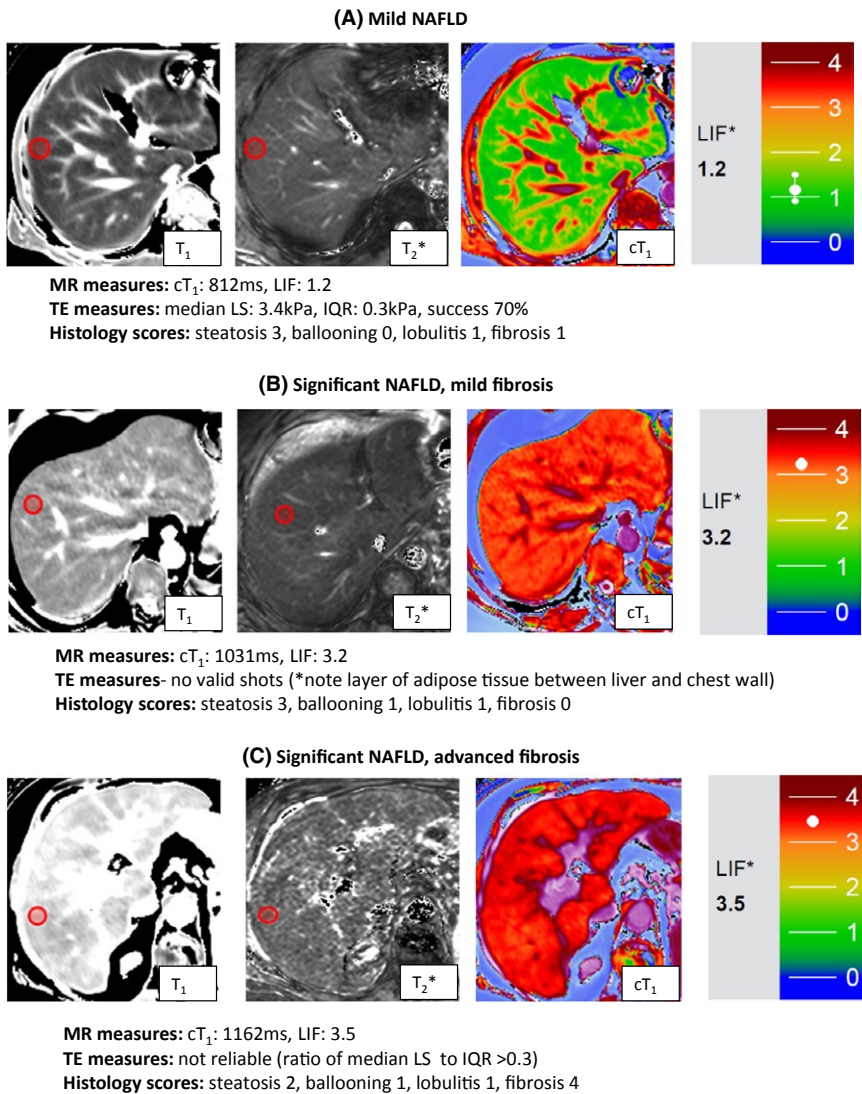 (A) Mild NAFLD
T1
T2*
cT1
LIF*
1.2
4
3
2
1
0
MR measures: cT1: 812ms, LIF: 1.2
TE measures: median LS: 3.4kPa, IQR: 0.3kPa, success 70%
Histology scores: steatosis 3, ballooning 0, lobulitis 1, fibrosis 1
(B) Significant NAFLD, mild fibrosis
T1
T2*
cT1
LIF*
3.2
4
3
2
1
0
MR measures: cT1: 1031ms, LIF: 3.2
TE measures- no valid shots (*note layer of adipose tissue between liver and chest wall)
Histology scores: steatosis 3, ballooning 1, lobulitis 1, fibrosis 0
(C) Significant NAFLD, advanced fibrosis
T1
T2*
cT1
LIF*
3.5
4
3
2
1
0
MR measures: cT1: 1162ms, LIF: 3.5
TE measures: not reliable (ratio of median LS to IQR >0.3)
Histology scores: steatosis 2, ballooning 1, lobulitis 1, fibrosis 4